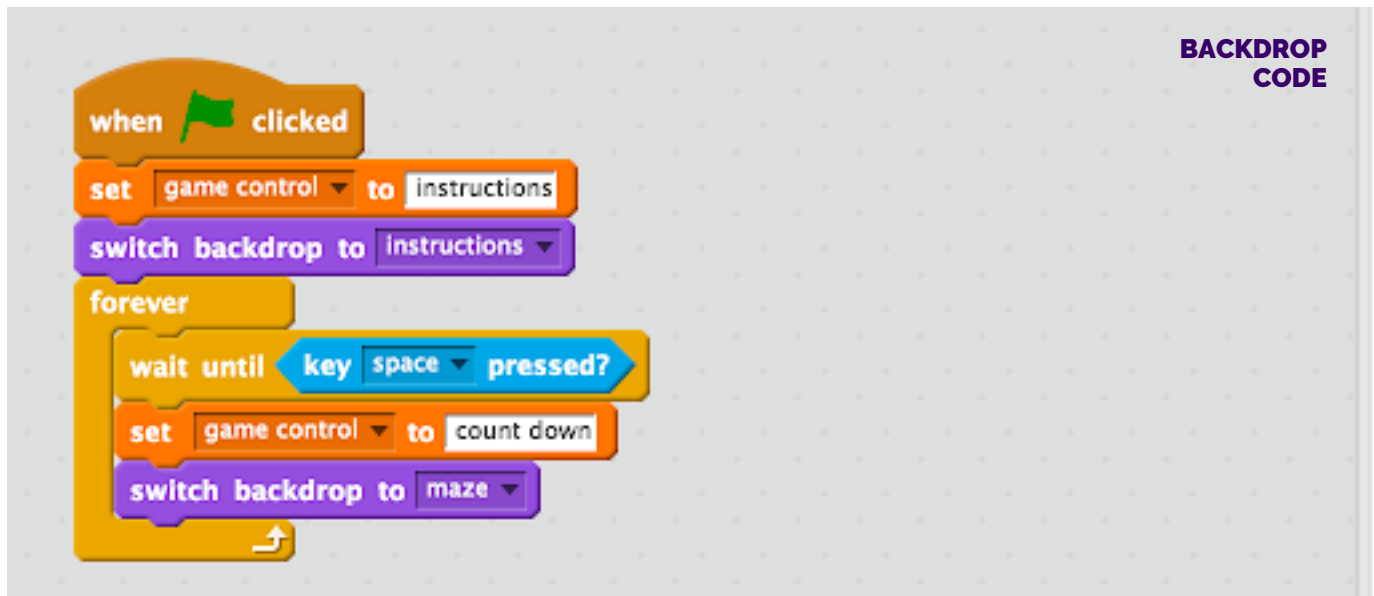 BACKDROP
CODE
when clicked
set game control to instructions
switch backdrop to instructions
forever
wait until key space pressed?
set game control to count down
switch backdrop to maze